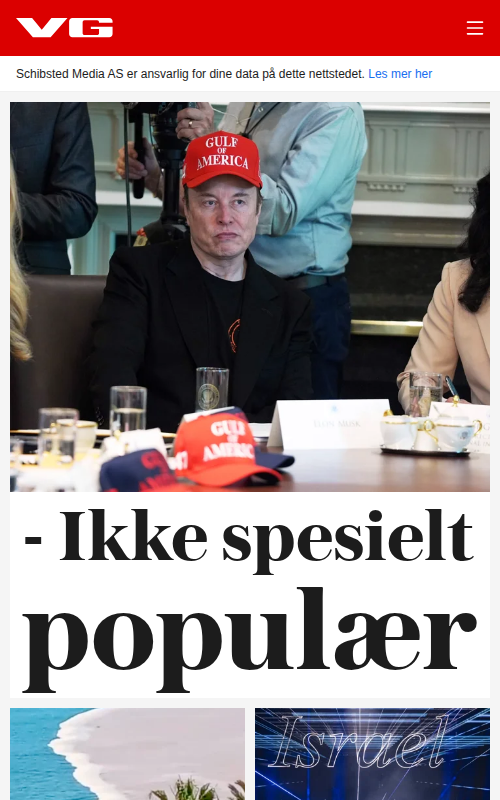 VG
Schibsted Media AS er ansvarlig for dine data på dette nettstedet. Les mer her
GULF
OF
AMERICA
ELON MUSK
GULF
OF
AMERICA
- Ikke spesielt
populær
Israel